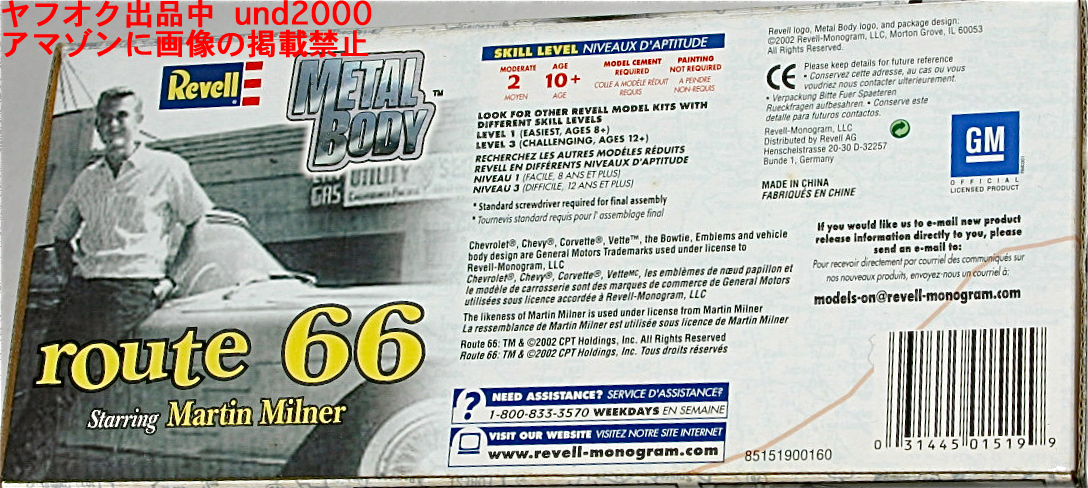 ヤフオク出品中 und2000
アマゾンに画像の掲載禁止
Revell
METAL
BODY™
GAS
UTILITY
route 66
Starring Martin Milner
SKILL LEVEL NIVEAUX D'APTITUDE
MODERATE
2
MOYEN
AGE
10+
AGE
MODEL CEMENT
REQUIRED
COLLE A MODÈLE RÉDUIT
REQUIS
PAINTING
NOT REQUIRED
À PEINDRE
NON-REQUIS
LOOK FOR OTHER REVELL MODEL KITS WITH
DIFFERENT SKILL LEVELS
LEVEL 1 (EASIEST, AGES 8+)
LEVEL 3 (CHALLENGING, AGES 12+)
RECHERCHEZ LES AUTRES MODÈLES RÉDUITS
REVELL EN DIFFÉRENTS NIVEAUX D'APTITUDE
NIVEAU 1 (FACILE, 8 ANS ET PLUS)
NIVEAU 3 (DIFFICILE, 12 ANS ET PLUS)
* Standard screwdriver required for final assembly
* Tournevis standard requis pour l' assemblage final
Chevrolet®, Chevy®, Corvette®, Vette™, the Bowtie, Emblems and vehicle
body design are General Motors Trademarks used under license to
Revell-Monogram, LLC
Chevrolet®, Chevy®, Corvette®, Vetteᴹᶜ, les emblèmes de nœud papillon et
le modèle de carrosserie sont des marques de commerce de General Motors
utilisées sous licence accordée à Revell-Monogram, LLC
The likeness of Martin Milner is used under license from Martin Milner
La ressemblance de Martin Milner est utilisée sous licence de Martin Milner
Route 66: TM & ©2002 CPT Holdings, Inc. All Rights Reserved
Route 66: TM & ©2002 CPT Holdings, Inc. Tous droits réservés
? NEED ASSISTANCE? SERVICE D'ASSISTANCE?
1-800-833-3570 WEEKDAYS EN SEMAINE
VISIT OUR WEBSITE VISITEZ NOTRE SITE INTERNET
www.revell-monogram.com
Revell logo, Metal Body logo, and package design:
©2002 Revell-Monogram, LLC, Morton Grove, IL 60053
All Rights Reserved.
CE
Please keep details for future reference
• Conservez cette adresse, au cas ou vous
voudriez nous contacter ulterieurement.
• Verpackung Bitte Fuer Spaeteren
Rueckfragen aufbesahren. • Conserve este
detalle para futuros contactos.
Revell-Monogram, LLC
Distributed by Revell AG
Henschelstrasse 20-30 D-32257
Bunde 1, Germany
MADE IN CHINA
FABRIQUÉS EN CHINE
GM
OFFICIAL
LICENSED PRODUCT
If you would like us to e-mail new product
release information directly to you, please
send an e-mail to:
Pour recevoir directement par courriel des communiqués sur
nos nouveaux produits, envoyez-nous un courriel à:
models-on@revell-monogram.com
85151900160
0 31445 01519 9